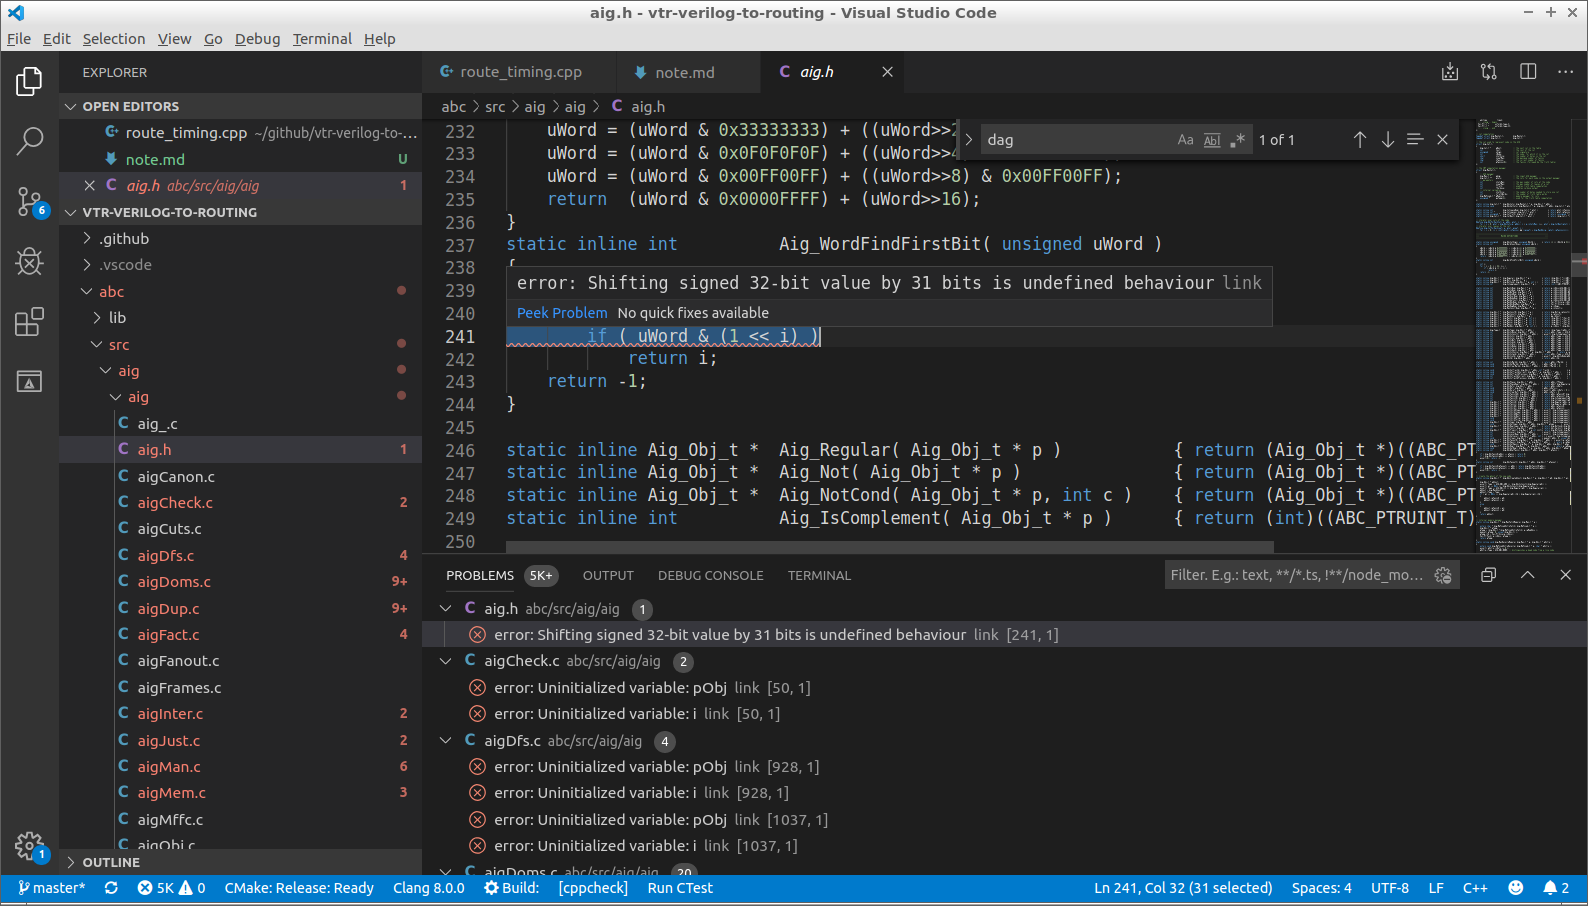 aig.h - vtr-verilog-to-routing - Visual Studio Code
File Edit Selection View Go Debug Terminal Help
EXPLORER
OPEN EDITORS
route_timing.cpp ~/github/vtr-verilog-to-...
note.md U
aig.h abc/src/aig/aig 1
VTR-VERILOG-TO-ROUTING
.github
.vscode
abc
lib
src
aig
aig
aig_.c
aig.h 1
aigCanon.c
aigCheck.c 2
aigCuts.c
aigDfs.c 4
aigDoms.c 9+
aigDup.c 9+
aigFact.c 4
aigFanout.c
aigFrames.c
aigInter.c 2
aigJust.c 2
aigMan.c 6
aigMem.c 3
aigMffc.c
aigObj.c
OUTLINE
6
1
route_timing.cpp note.md aig.h
abc > src > aig > aig > aig.h
dag Aa Abl .* 1 of 1
232 uWord = (uWord & 0x33333333) + ((uWord>>2
233 uWord = (uWord & 0x0F0F0F0F) + ((uWord>>4
234 uWord = (uWord & 0x00FF00FF) + ((uWord>>8) & 0x00FF00FF);
235 return (uWord & 0x0000FFFF) + (uWord>>16);
236 }
237 static inline int Aig_WordFindFirstBit( unsigned uWord )
238 {
239
240
error: Shifting signed 32-bit value by 31 bits is undefined behaviour link
Peek Problem No quick fixes available
241 if ( uWord & (1 << i) )
242 return i;
243 return -1;
244 }
245
246 static inline Aig_Obj_t * Aig_Regular( Aig_Obj_t * p ) { return (Aig_Obj_t *)((ABC_PT
247 static inline Aig_Obj_t * Aig_Not( Aig_Obj_t * p ) { return (Aig_Obj_t *)((ABC_PT
248 static inline Aig_Obj_t * Aig_NotCond( Aig_Obj_t * p, int c ) { return (Aig_Obj_t *)((ABC_PT
249 static inline int Aig_IsComplement( Aig_Obj_t * p ) { return (int)((ABC_PTRUINT_T)
250
PROBLEMS 5K+ OUTPUT DEBUG CONSOLE TERMINAL Filter. E.g.: text, **/*.ts, !**/node_mo...
aig.h abc/src/aig/aig 1
error: Shifting signed 32-bit value by 31 bits is undefined behaviour link [241, 1]
aigCheck.c abc/src/aig/aig 2
error: Uninitialized variable: pObj link [50, 1]
error: Uninitialized variable: i link [50, 1]
aigDfs.c abc/src/aig/aig 4
error: Uninitialized variable: pObj link [928, 1]
error: Uninitialized variable: i link [928, 1]
error: Uninitialized variable: pObj link [1037, 1]
error: Uninitialized variable: i link [1037, 1]
aigDoms.c abc/src/aig/aig 20
master* 5K 0 CMake: Release: Ready Clang 8.0.0 Build: [cppcheck] Run CTest Ln 241, Col 32 (31 selected) Spaces: 4 UTF-8 LF C++ 2